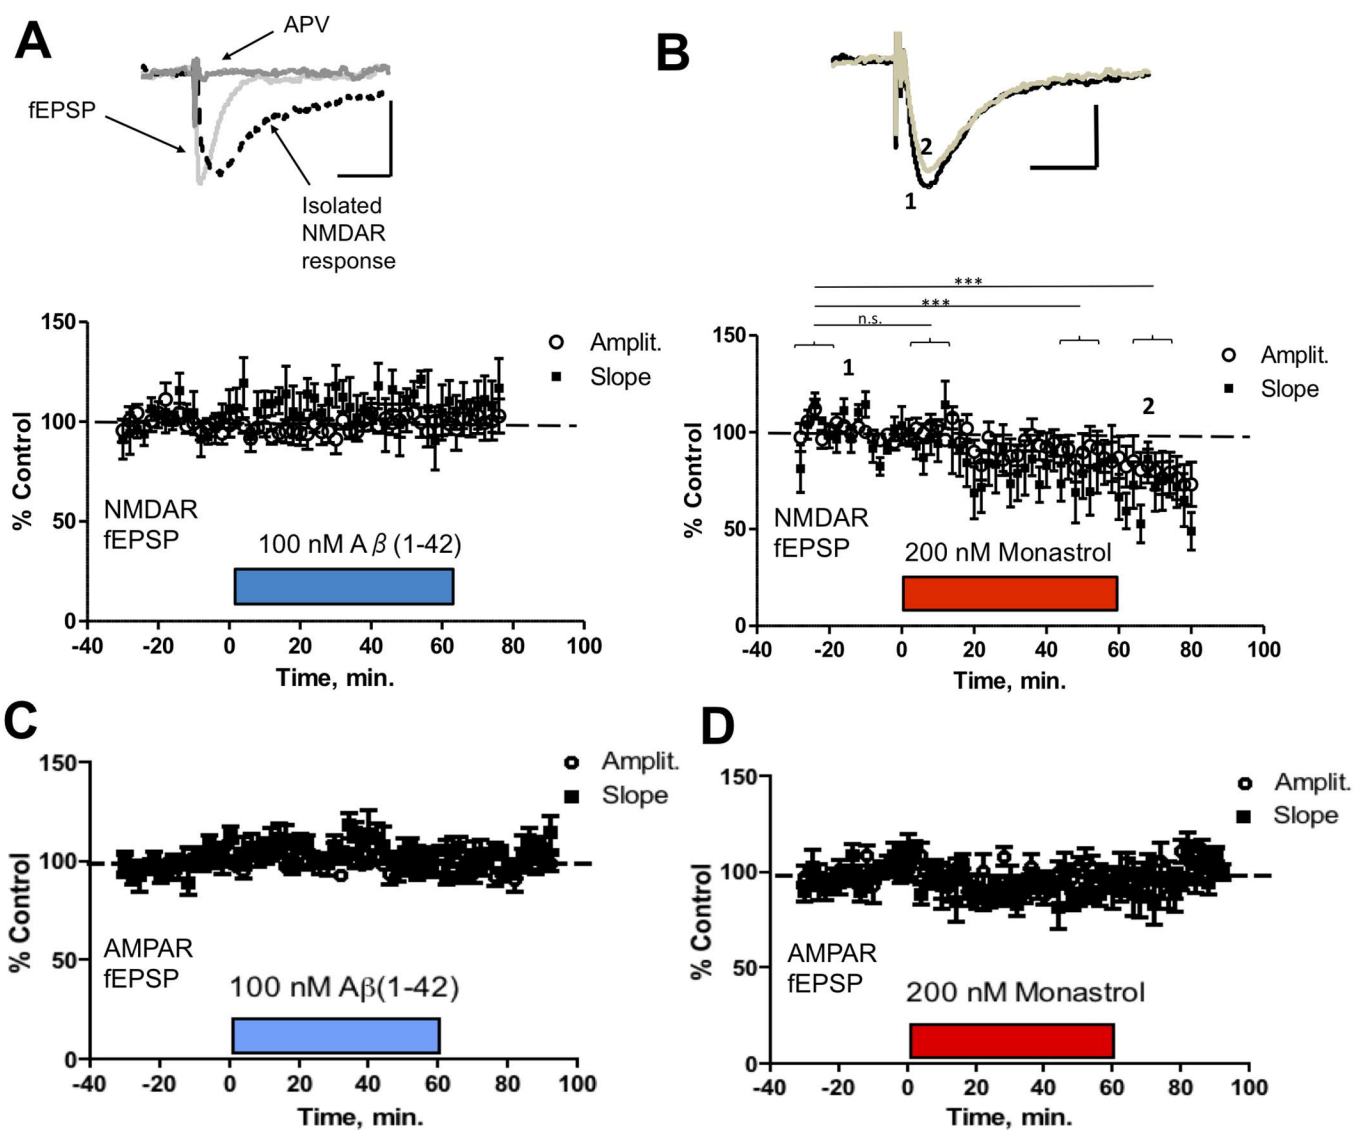 A
APV
fEPSP
Isolated
NMDAR
response
150
100
50
0
% Control
Amplit.
Slope
NMDAR
fEPSP
100 nM A β (1-42)
-40 -20 0 20 40 60 80 100
Time, min.
B
2
1
***
***
n.s.
150
100
50
0
% Control
1
2
Amplit.
Slope
NMDAR
fEPSP
200 nM Monastrol
-40 -20 0 20 40 60 80 100
Time, min.
C
150
100
50
0
% Control
Amplit.
Slope
AMPAR
fEPSP
100 nM Aβ(1-42)
-40 -20 0 20 40 60 80 100
Time, min.
D
150
100
50
0
% Control
Amplit.
Slope
AMPAR
fEPSP
200 nM Monastrol
-40 -20 0 20 40 60 80 100
Time, min.